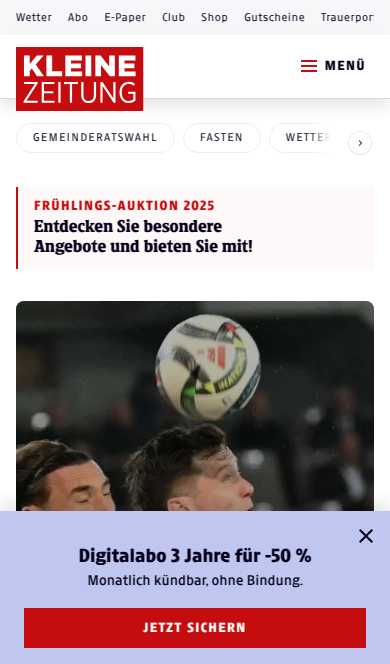 Wetter Abo E-Paper Club Shop Gutscheine Trauerpor
KLEINE
ZEITUNG
MENÜ
GEMEINDERATSWAHL FASTEN WETTER
FRÜHLINGS-AUKTION 2025
Entdecken Sie besondere
Angebote und bieten Sie mit!
Digitalabo 3 Jahre für -50 %
Monatlich kündbar, ohne Bindung.
JETZT SICHERN